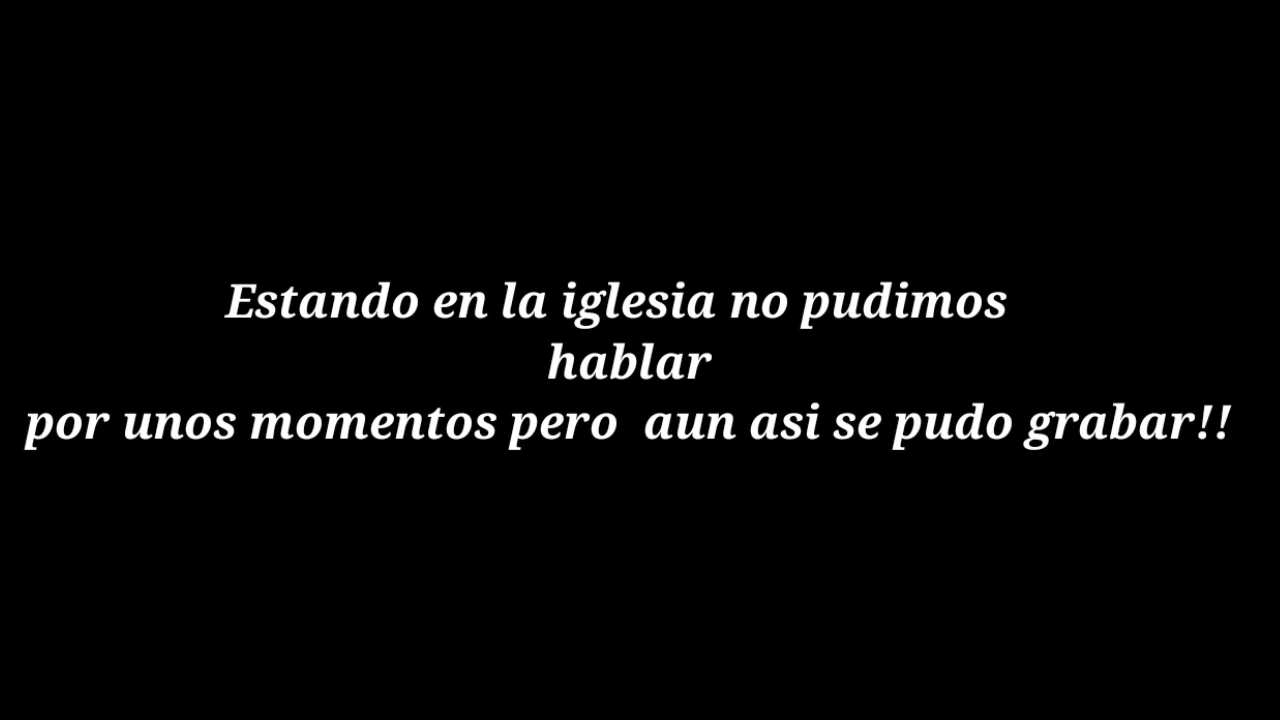 Estando en la iglesia no pudimos
hablar
por unos momentos pero  aun asi se pudo grabar!!